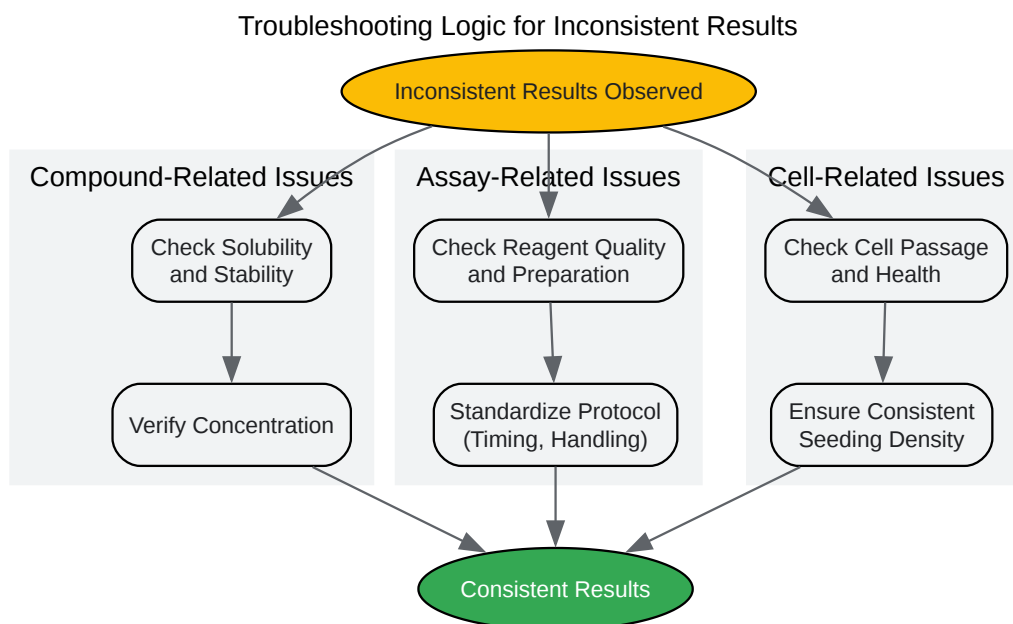 Troubleshooting Logic for Inconsistent Results
Inconsistent Results Observed
Compound-Related Issues
Assay-Related Issues
Cell-Related Issues
Check Solubility
and Stability
Check Reagent Quality
and Preparation
Check Cell Passage
and Health
Verify Concentration
Standardize Protocol
(Timing, Handling)
Ensure Consistent
Seeding Density
Consistent Results